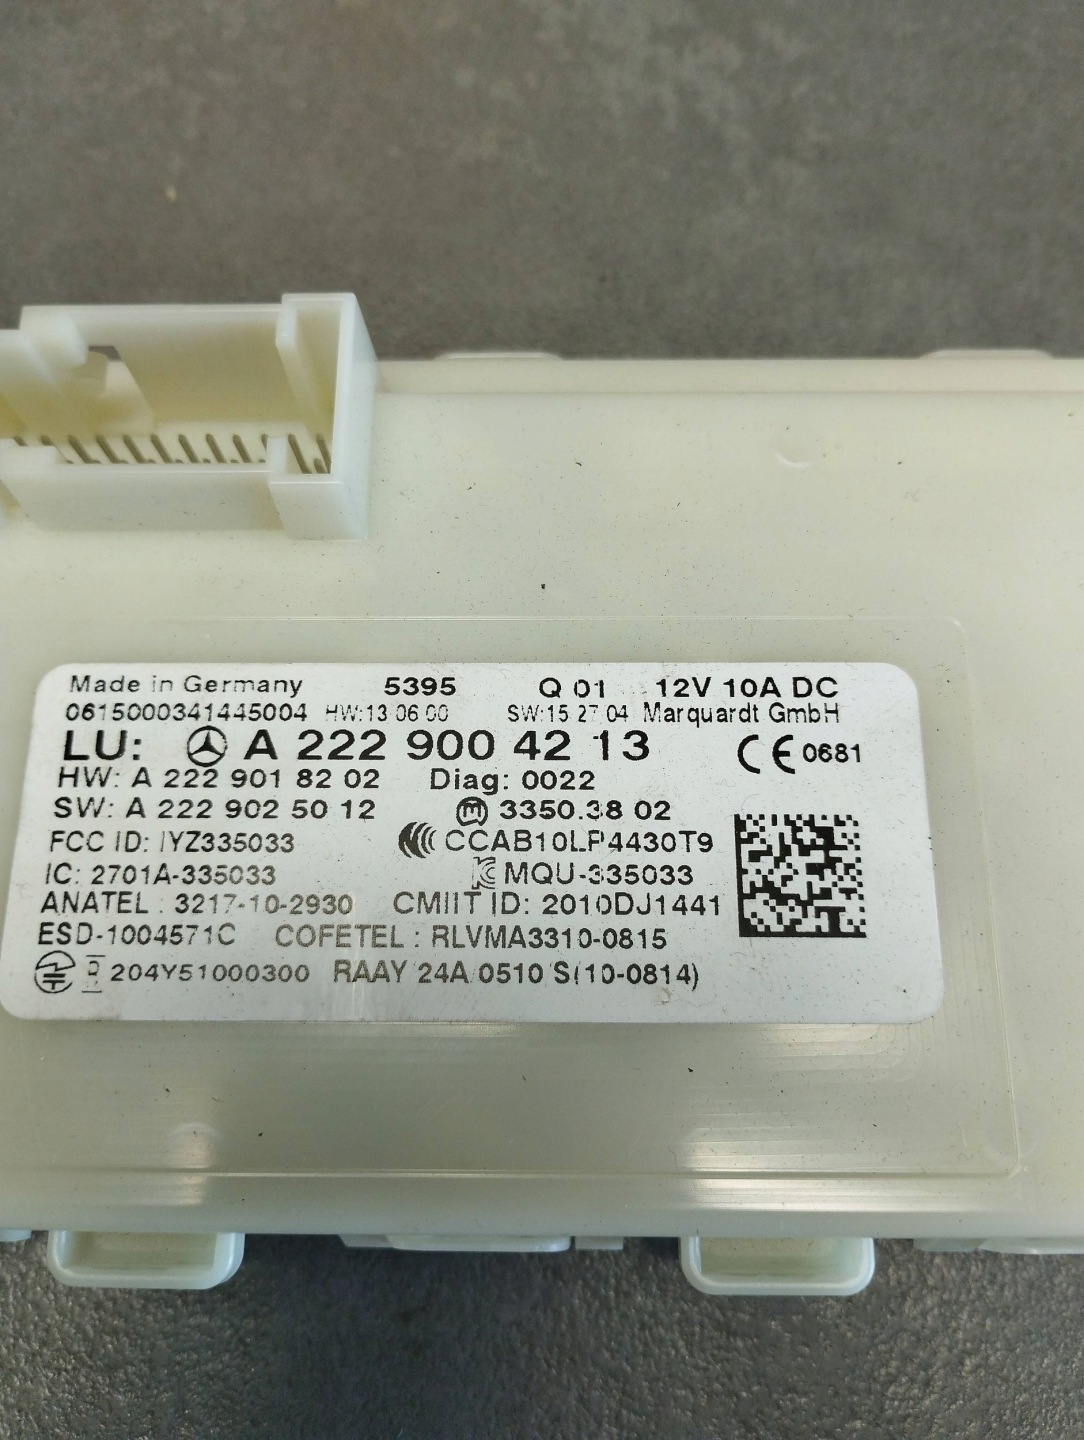 Made in Germany 5395 Q 01 12V 10A DC
0615000341445004 HW:13 06 00 SW:15 27 04 Marquardt GmbH
LU: A 222 900 42 13 CE 0681
HW: A 222 901 82 02 Diag: 0022
SW: A 222 902 50 12 3350.38 02
FCC ID: IYZ335033 CCAB10LP4430T9
IC: 2701A-335033 MQU-335033
ANATEL : 3217-10-2930 CMIIT ID: 2010DJ1441
ESD-1004571C COFETEL : RLVMA3310-0815
204Y51000300 RAAY 24A 0510 S(10-0814)